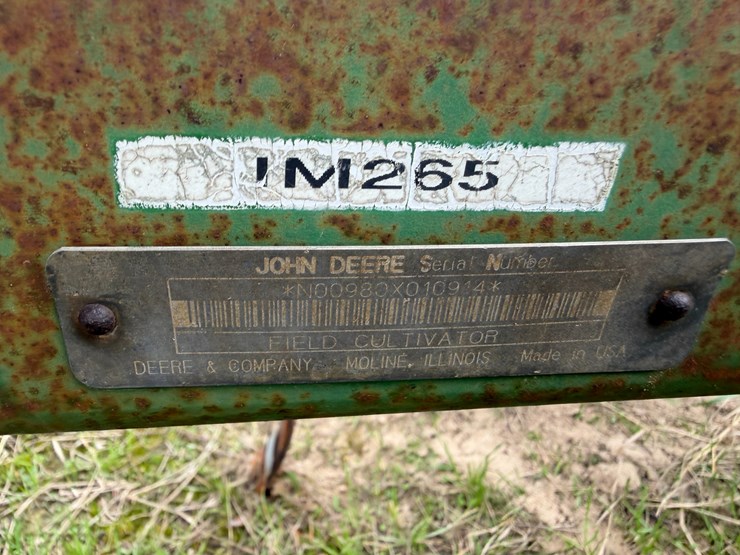 IM265
JOHN DEERE Serial Number
*N00980X010914*
FIELD CULTIVATOR
DEERE & COMPANY MOLINE, ILLINOIS Made in USA